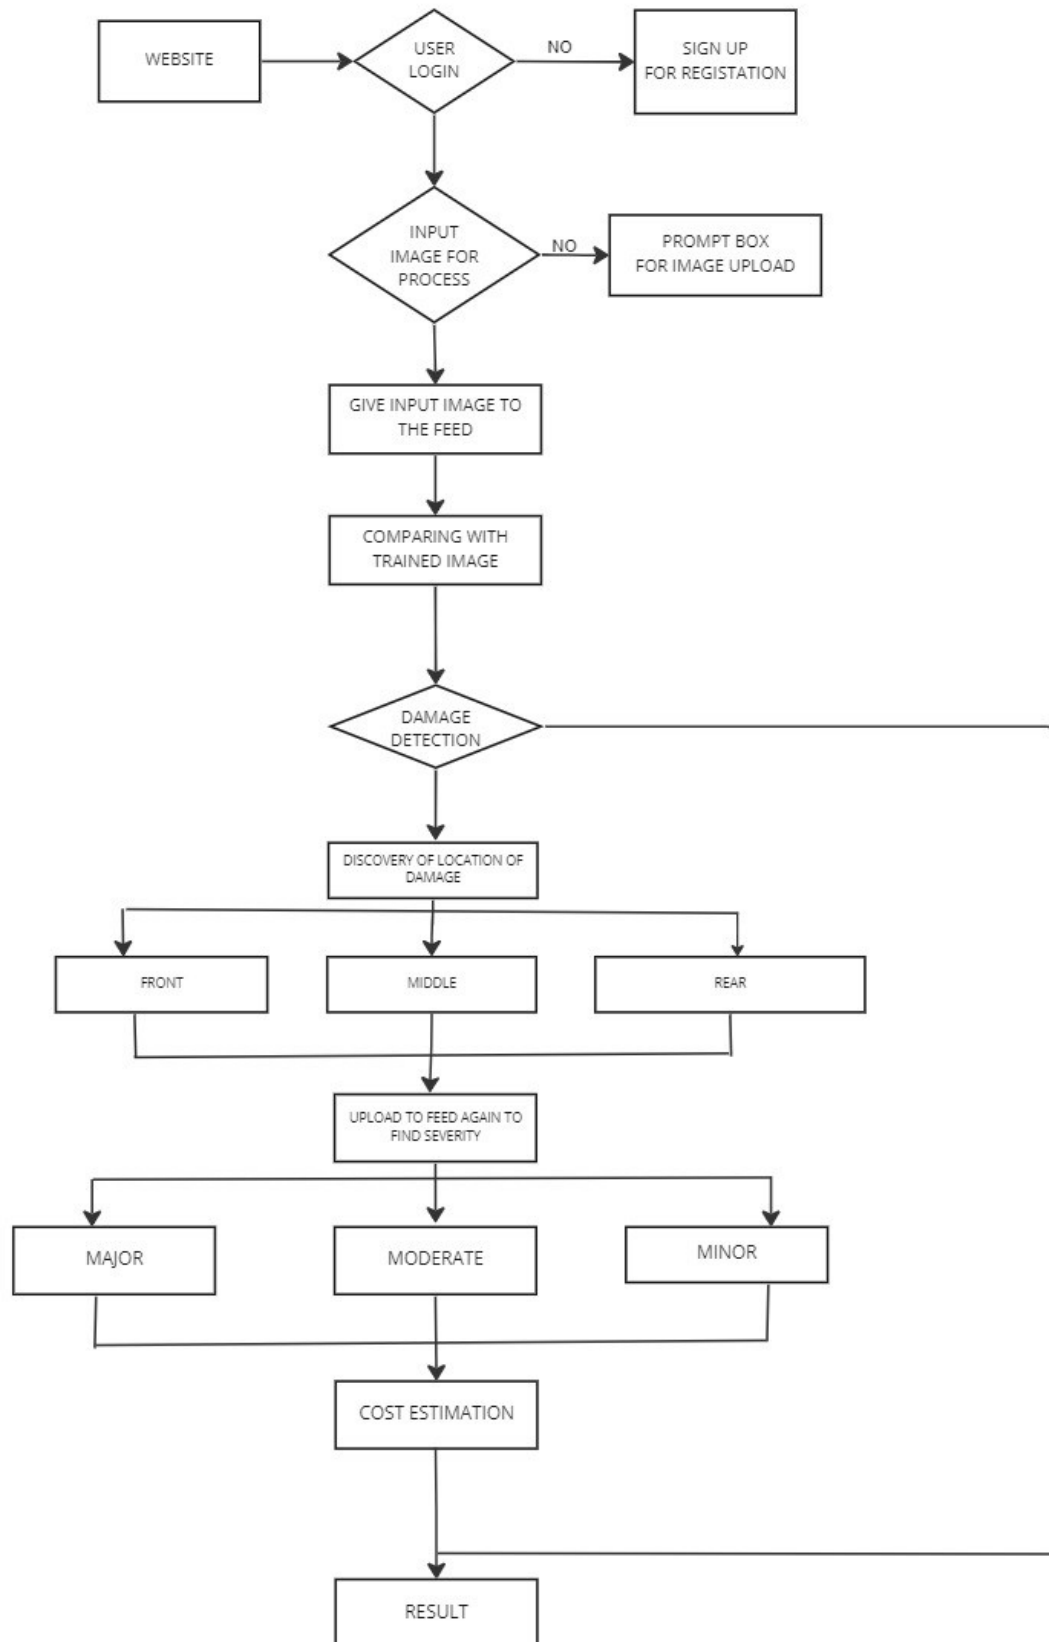 WEBSITE
USER
LOGIN
NO
SIGN UP
FOR REGISTATION
INPUT
IMAGE FOR
PROCESS
NO
PROMPT BOX
FOR IMAGE UPLOAD
GIVE INPUT IMAGE TO
THE FEED
COMPARING WITH
TRAINED IMAGE
DAMAGE
DETECTION
DISCOVERY OF LOCATION OF
DAMAGE
FRONT
MIDDLE
REAR
UPLOAD TO FEED AGAIN TO
FIND SEVERITY
MAJOR
MODERATE
MINOR
COST ESTIMATION
RESULT